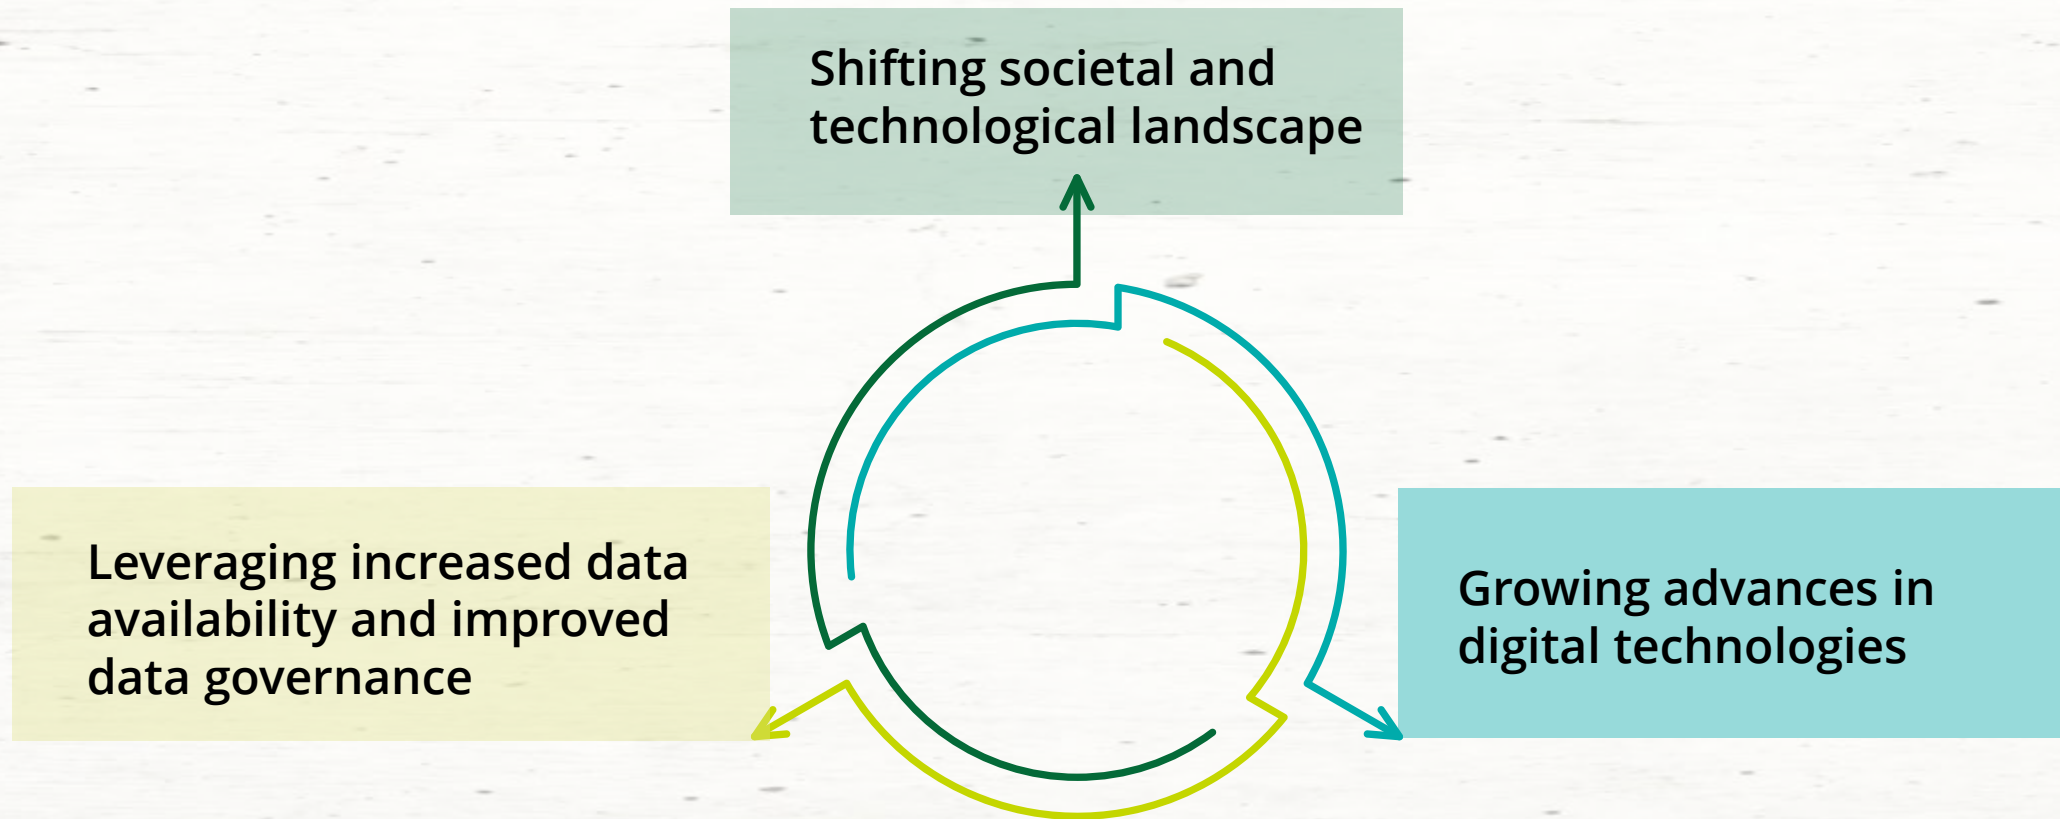 Shifting societal and
technological landscape
Leveraging increased data
availability and improved
data governance
Growing advances in
digital technologies